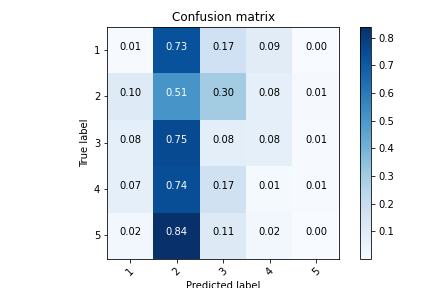 Confusion matrix
1 0.01 0.73 0.17 0.09 0.00
2 0.10 0.51 0.30 0.08 0.01
3 0.08 0.75 0.08 0.08 0.01
4 0.07 0.74 0.17 0.01 0.01
5 0.02 0.84 0.11 0.02 0.00
1 2 3 4 5
True label
Predicted label
0.8
0.7
0.6
0.5
0.4
0.3
0.2
0.1